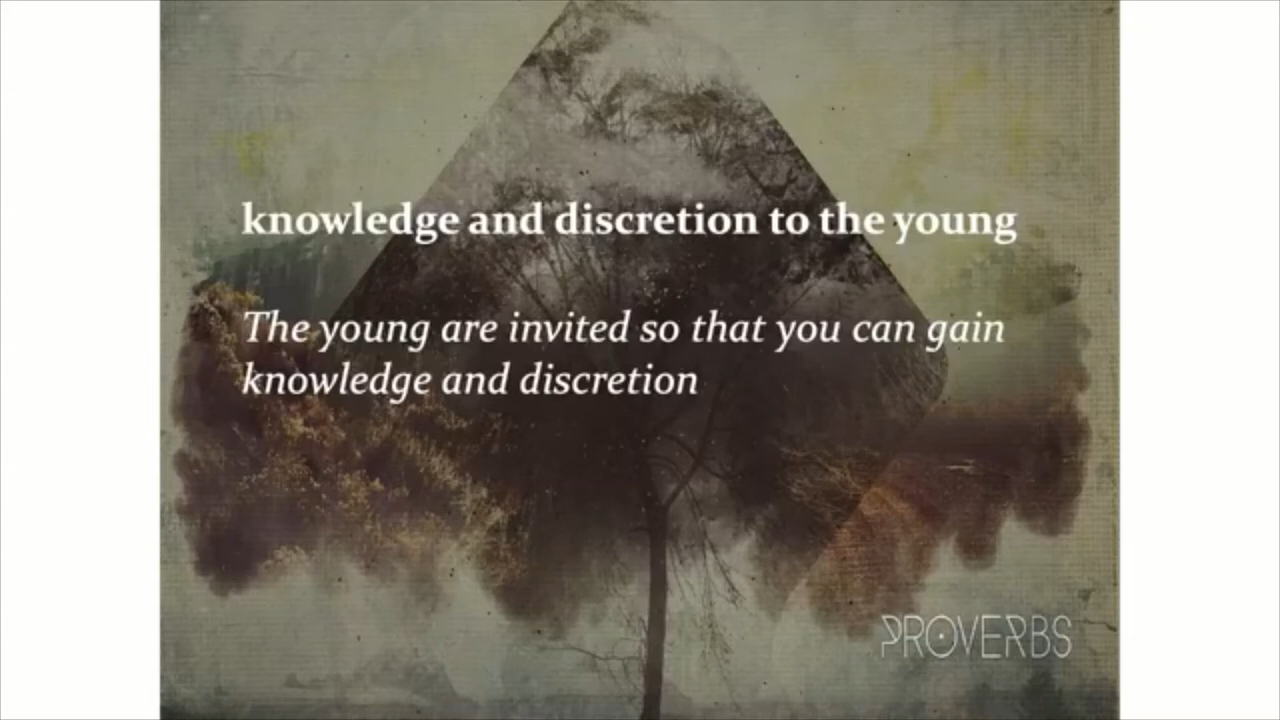 knowledge and discretion to the young
The young are invited so that you can gain
knowledge and discretion
PROVERBS